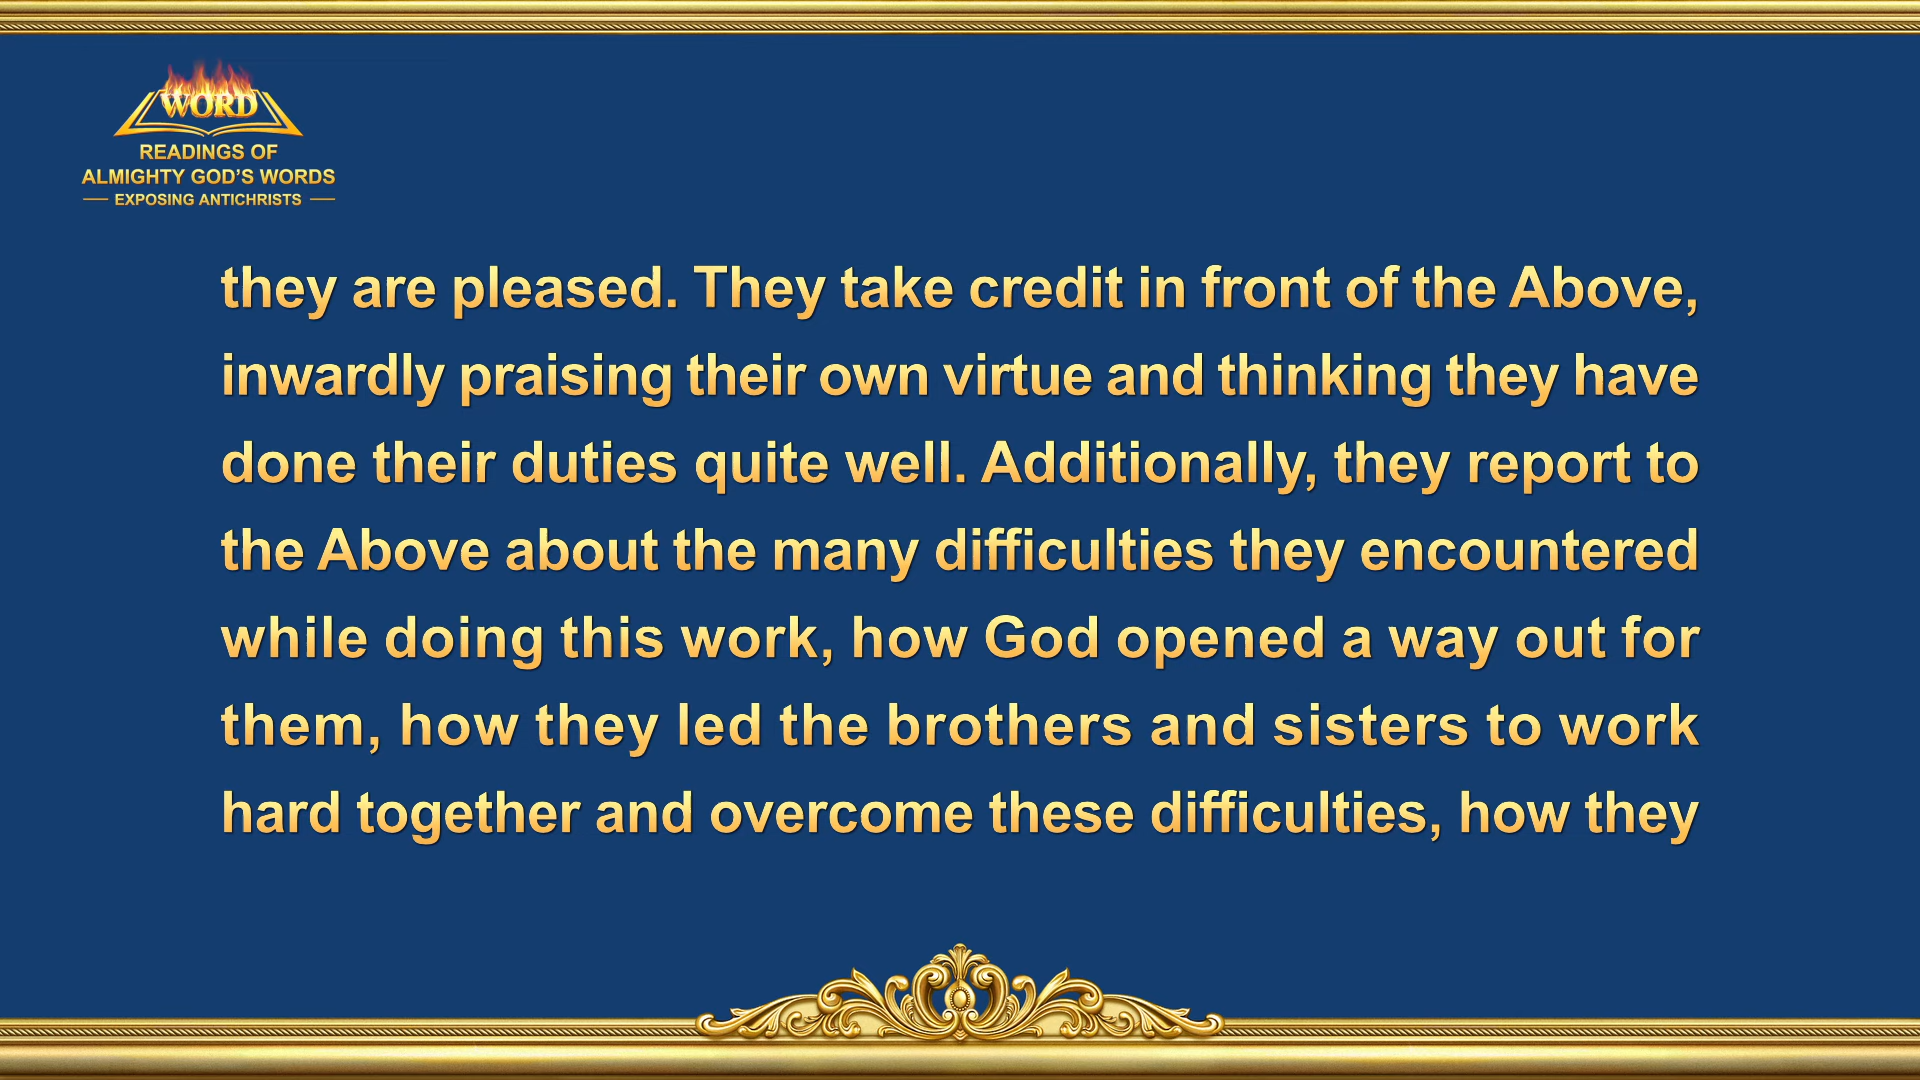 WORD
READINGS OF
ALMIGHTY GOD'S WORDS
EXPOSING ANTICHRISTS
they are pleased. They take credit in front of the Above,
inwardly praising their own virtue and thinking they have
done their duties quite well. Additionally, they report to
the Above about the many difficulties they encountered
while doing this work, how God opened a way out for
them, how they led the brothers and sisters to work
hard together and overcome these difficulties, how they